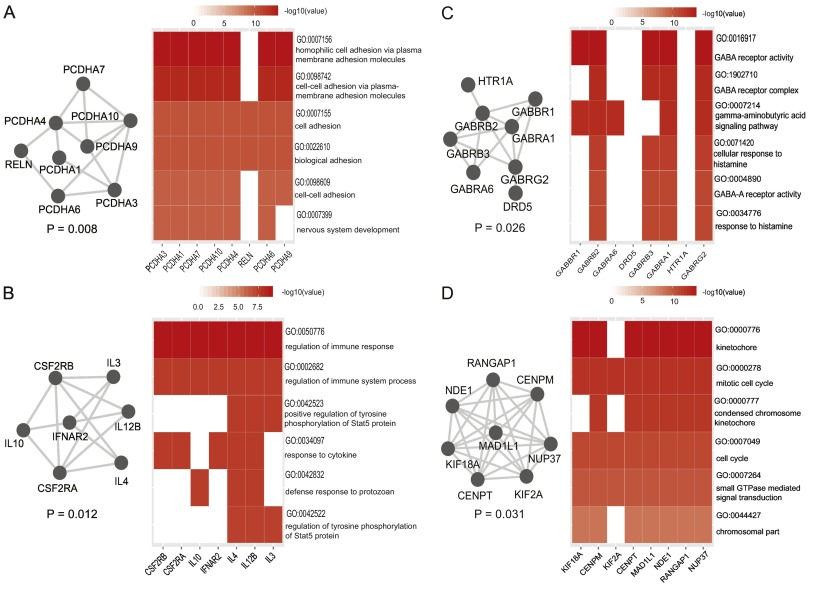 A
-log10(value)
0 5 10
PCDHA7
PCDHA4
PCDHA10
PCDHA9
RELN
PCDHA1
PCDHA6
PCDHA3
P = 0.008
GO:0007156
homophilic cell adhesion via plasma
membrane adhesion molecules
GO:0098742
cell-cell adhesion via plasma-
membrane adhesion molecules
GO:0007155
cell adhesion
GO:0022610
biological adhesion
GO:0098609
cell-cell adhesion
GO:0007399
nervous system development
PCDHA3
PCDHA1
PCDHA7
PCDHA10
PCDHA4
RELN
PCDHA6
PCDHA9
C
-log10(value)
0 5 10
HTR1A
GABBR1
GABRB2
GABRA1
GABRB3
GABRA6
GABRG2
DRD5
P = 0.026
GO:0016917
GABA receptor activity
GO:1902710
GABA receptor complex
GO:0007214
gamma-aminobutyric acid
signaling pathway
GO:0071420
cellular response to
histamine
GO:0004890
GABA-A receptor activity
GO:0034776
response to histamine
GABBR1
GABRB2
GABRA6
DRD5
GABRB3
GABRA1
HTR1A
GABRG2
B
-log10(value)
0.0 2.5 5.0 7.5
CSF2RB
IL3
IL12B
IL10
IFNAR2
IL4
CSF2RA
P = 0.012
GO:0050776
regulation of immune response
GO:0002682
regulation of immune system process
GO:0042523
positive regulation of tyrosine
phosphorylation of Stat5 protein
GO:0034097
response to cytokine
GO:0042832
defense response to protozoan
GO:0042522
regulation of tyrosine phosphorylation
of Stat5 protein
CSF2RB
CSF2RA
IL10
IFNAR2
IL4
IL12B
IL3
D
-log10(value)
0 5 10
RANGAP1
CENPM
NDE1
MAD1L1
KIF18A
NUP37
CENPT
KIF2A
P = 0.031
GO:0000776
kinetochore
GO:0000278
mitotic cell cycle
GO:0000777
condensed chromosome
kinetochore
GO:0007049
cell cycle
GO:0007264
small GTPase mediated
signal transduction
GO:0044427
chromosomal part
KIF18A
CENPM
KIF2A
CENPT
MAD1L1
NDE1
RANGAP1
NUP37